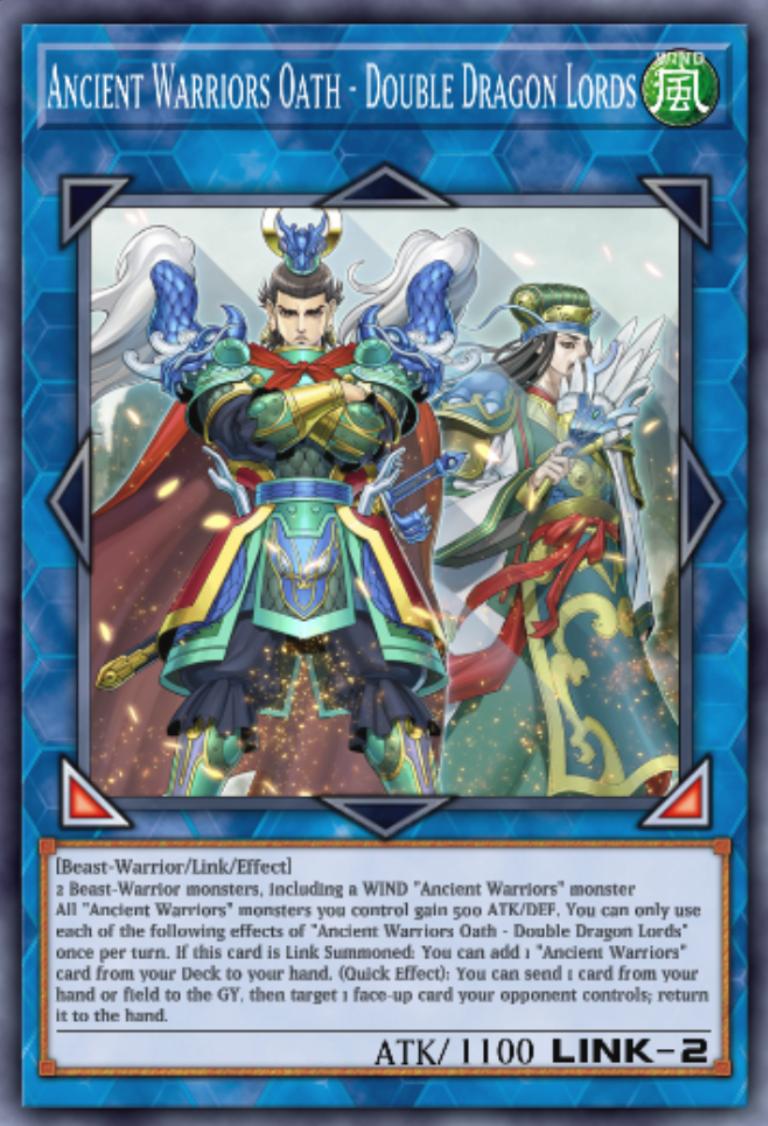 ANCIENT WARRIORS OATH - DOUBLE DRAGON LORDS
WIND
風
[Beast-Warrior/Link/Effect]
2 Beast-Warrior monsters, including a WIND "Ancient Warriors" monster
All "Ancient Warriors" monsters you control gain 500 ATK/DEF. You can only use
each of the following effects of "Ancient Warriors Oath - Double Dragon Lords"
once per turn. If this card is Link Summoned: You can add 1 "Ancient Warriors"
card from your Deck to your hand. (Quick Effect): You can send 1 card from your
hand or field to the GY, then target 1 face-up card your opponent controls; return
it to the hand.
ATK/ 1100 LINK-2